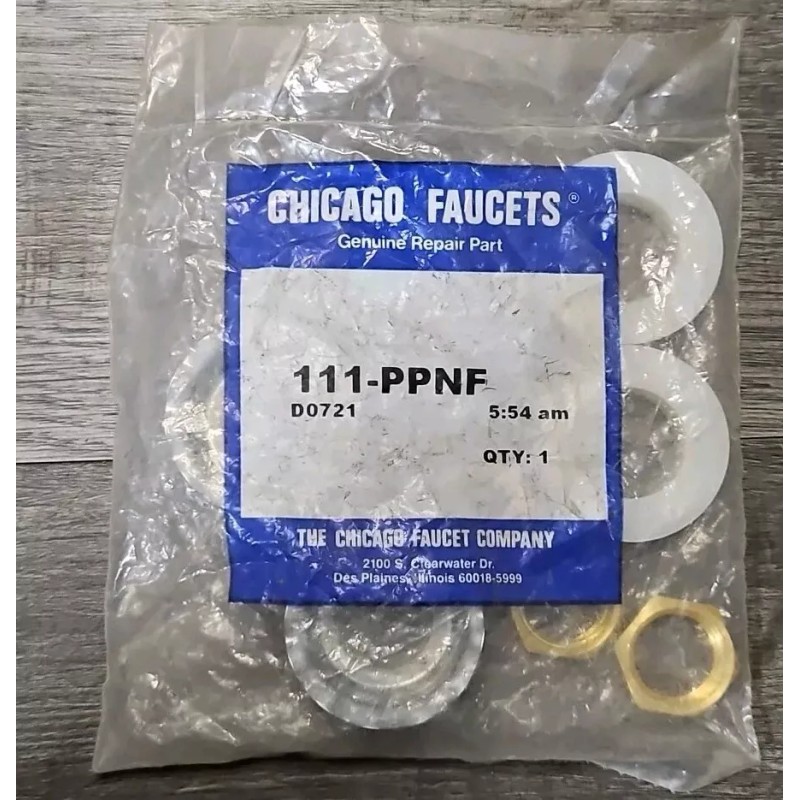 CHICAGO FAUCETS®
Genuine Repair Part
111-PPNF
D0721 5:54 am
QTY: 1
THE CHICAGO FAUCET COMPANY
2100 S. Clearwater Dr.
Des Plaines, Illinois 60018-5999